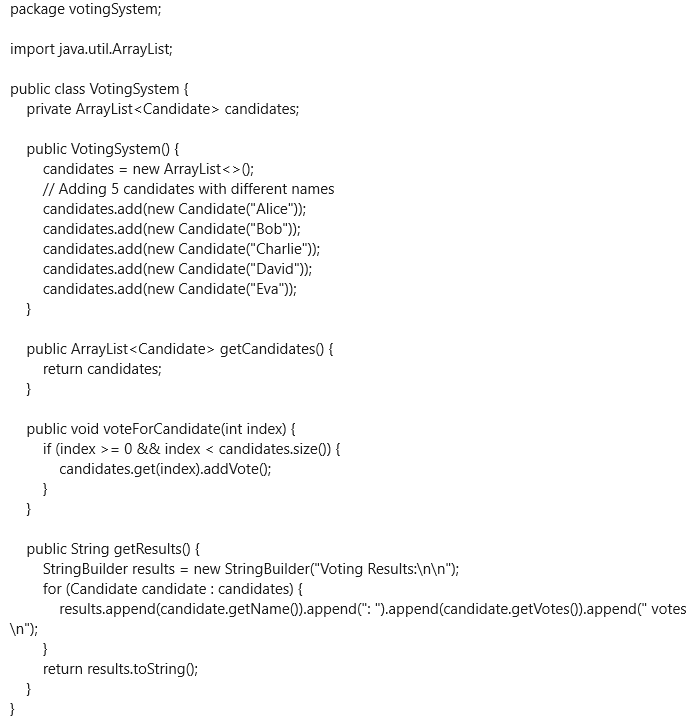 package votingSystem;

import java.util.ArrayList;

public class VotingSystem {
    private ArrayList<Candidate> candidates;

    public VotingSystem() {
        candidates = new ArrayList<>();
        // Adding 5 candidates with different names
        candidates.add(new Candidate("Alice"));
        candidates.add(new Candidate("Bob"));
        candidates.add(new Candidate("Charlie"));
        candidates.add(new Candidate("David"));
        candidates.add(new Candidate("Eva"));
    }

    public ArrayList<Candidate> getCandidates() {
        return candidates;
    }

    public void voteForCandidate(int index) {
        if (index >= 0 && index < candidates.size()) {
            candidates.get(index).addVote();
        }
    }

    public String getResults() {
        StringBuilder results = new StringBuilder("Voting Results:\n\n");
        for (Candidate candidate : candidates) {
            results.append(candidate.getName()).append(": ").append(candidate.getVotes()).append(" votes
\n");
        }
        return results.toString();
    }
}